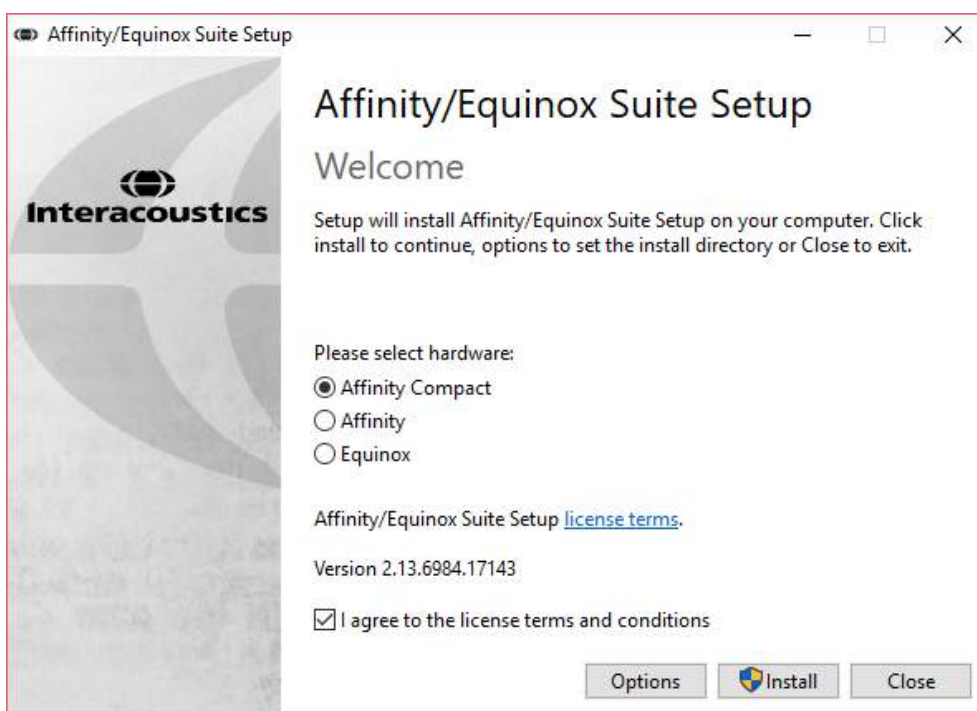 Affinity/Equinox Suite Setup
Interacoustics
Affinity/Equinox Suite Setup
Welcome
Setup will install Affinity/Equinox Suite Setup on your computer. Click
install to continue, options to set the install directory or Close to exit.
Please select hardware:
Affinity Compact
Affinity
Equinox
Affinity/Equinox Suite Setup license terms.
Version 2.13.6984.17143
I agree to the license terms and conditions
Options
Install
Close